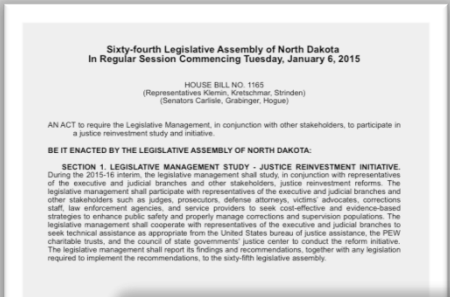 Sixty-fourth Legislative Assembly of North Dakota
In Regular Session Commencing Tuesday, January 6, 2015
HOUSE BILL NO. 1165
(Representatives Klemin, Kretschmar, Strinden)
(Senators Carlisle, Grabinger, Hogue)
AN ACT to require the Legislative Management, in conjunction with other stakeholders, to participate in
a justice reinvestment study and initiative.
BE IT ENACTED BY THE LEGISLATIVE ASSEMBLY OF NORTH DAKOTA:
SECTION 1. LEGISLATIVE MANAGEMENT STUDY - JUSTICE REINVESTMENT INITIATIVE.
During the 2015-16 interim, the legislative management shall study, in conjunction with representatives
of the executive and judicial branches and other stakeholders, justice reinvestment reforms. The
legislative management shall participate with representatives of the executive and judicial branches and
other stakeholders such as judges, prosecutors, defense attorneys, victims' advocates, corrections
staff, law enforcement agencies, and service providers to seek cost-effective and evidence-based
strategies to enhance public safety and properly manage corrections and supervision populations. The
legislative management shall cooperate with representatives of the executive and judicial branches to
seek technical assistance as appropriate from the United States bureau of justice assistance, the PEW
charitable trusts, and the council of state governments' justice center to conduct the reform initiative.
The legislative management shall report its findings and recommendations, together with any legislation
required to implement the recommendations, to the sixty-fifth legislative assembly.